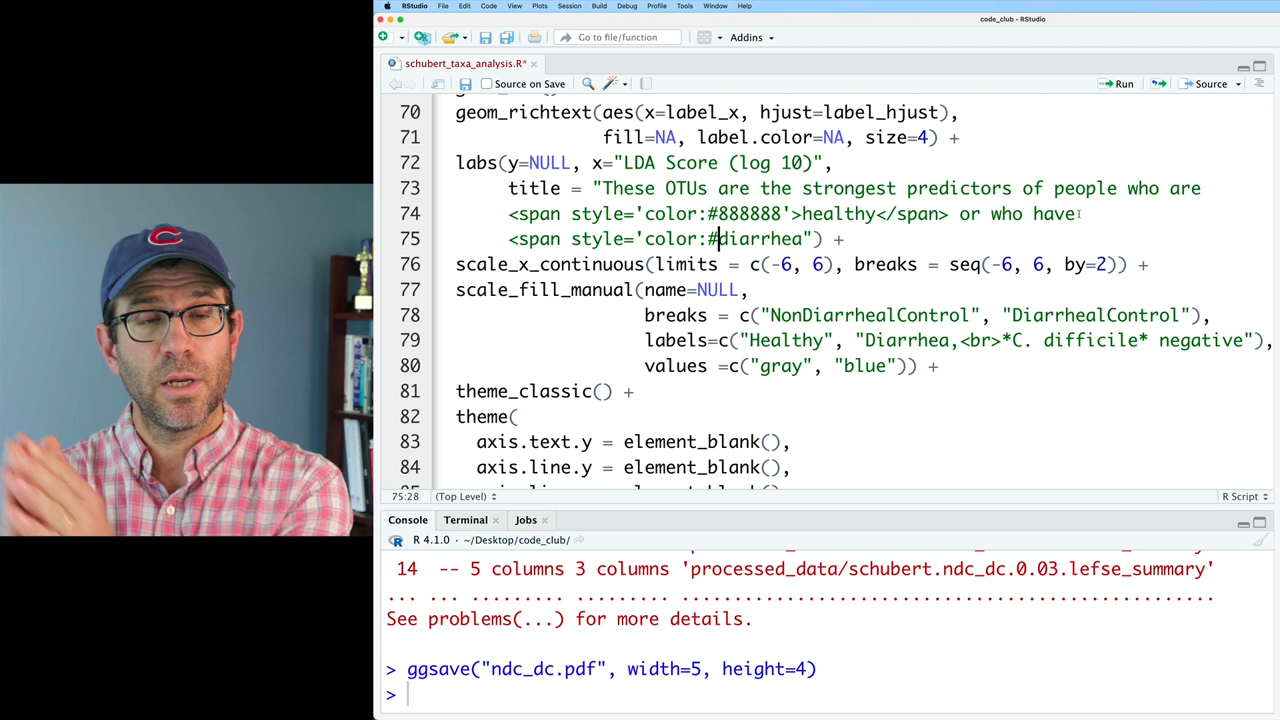 RStudio File Edit Code View Plots Session Build Debug Profile Tools Window Help
code_club - RStudio
Go to file/function Addins
schubert_taxa_analysis.R*
Source on Save Run Source
70 geom_richtext(aes(x=label_x, hjust=label_hjust),
71 fill=NA, label.color=NA, size=4) +
72 labs(y=NULL, x="LDA Score (log 10)",
73 title = "These OTUs are the strongest predictors of people who are
74 <span style='color:#888888'>healthy</span> or who have
75 <span style='color:#diarrhea") +
76 scale_x_continuous(limits = c(-6, 6), breaks = seq(-6, 6, by=2)) +
77 scale_fill_manual(name=NULL,
78 breaks = c("NonDiarrhealControl", "DiarrhealControl"),
79 labels=c("Healthy", "Diarrhea,<br>*C. difficile* negative"),
80 values =c("gray", "blue")) +
81 theme_classic() +
82 theme(
83 axis.text.y = element_blank(),
84 axis.line.y = element_blank(),
75:28 (Top Level) R Script
Console Terminal Jobs
R 4.1.0 · ~/Desktop/code_club/
14 -- 5 columns 3 columns 'processed_data/schubert.ndc_dc.0.03.lefse_summary'
... ... ......... ......... ...................................................
See problems(...) for more details.
> ggsave("ndc_dc.pdf", width=5, height=4)
>